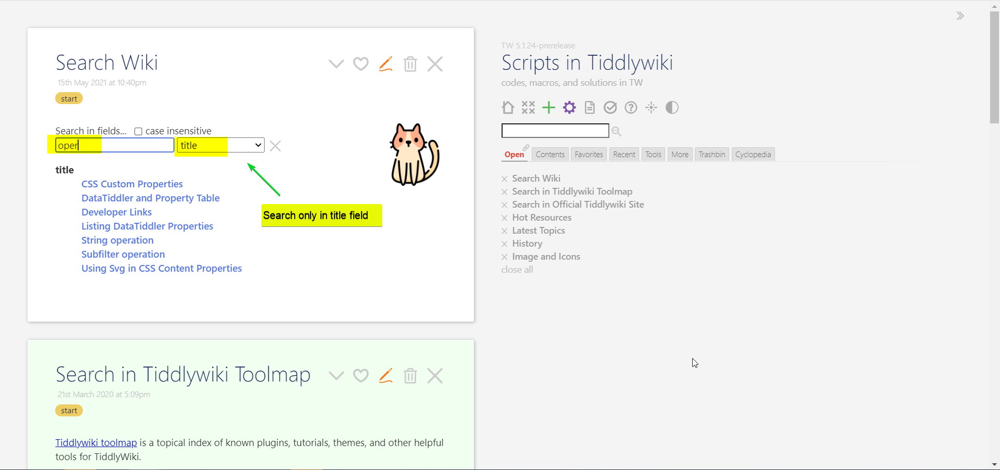 Search Wiki
15th May 2021 at 10:40pm
start
Search in fields... case insensitive
oper title
title
CSS Custom Properties
DataTiddler and Property Table
Developer Links
Listing DataTiddler Properties
String operation
Subfilter operation
Using Svg in CSS Content Properties
Search only in title field
Search in Tiddlywiki Toolmap
21st March 2020 at 5:09pm
start
Tiddlywiki toolmap is a topical index of known plugins, tutorials, themes, and other helpful
tools for TiddlyWiki.
TW 5.1.24-prerelease
Scripts in Tiddlywiki
codes, macros, and solutions in TW
Open Contents Favorites Recent Tools More Trashbin Cyclopedia
Search Wiki
Search in Tiddlywiki Toolmap
Search in Official Tiddlywiki Site
Hot Resources
Latest Topics
History
Image and Icons
close all